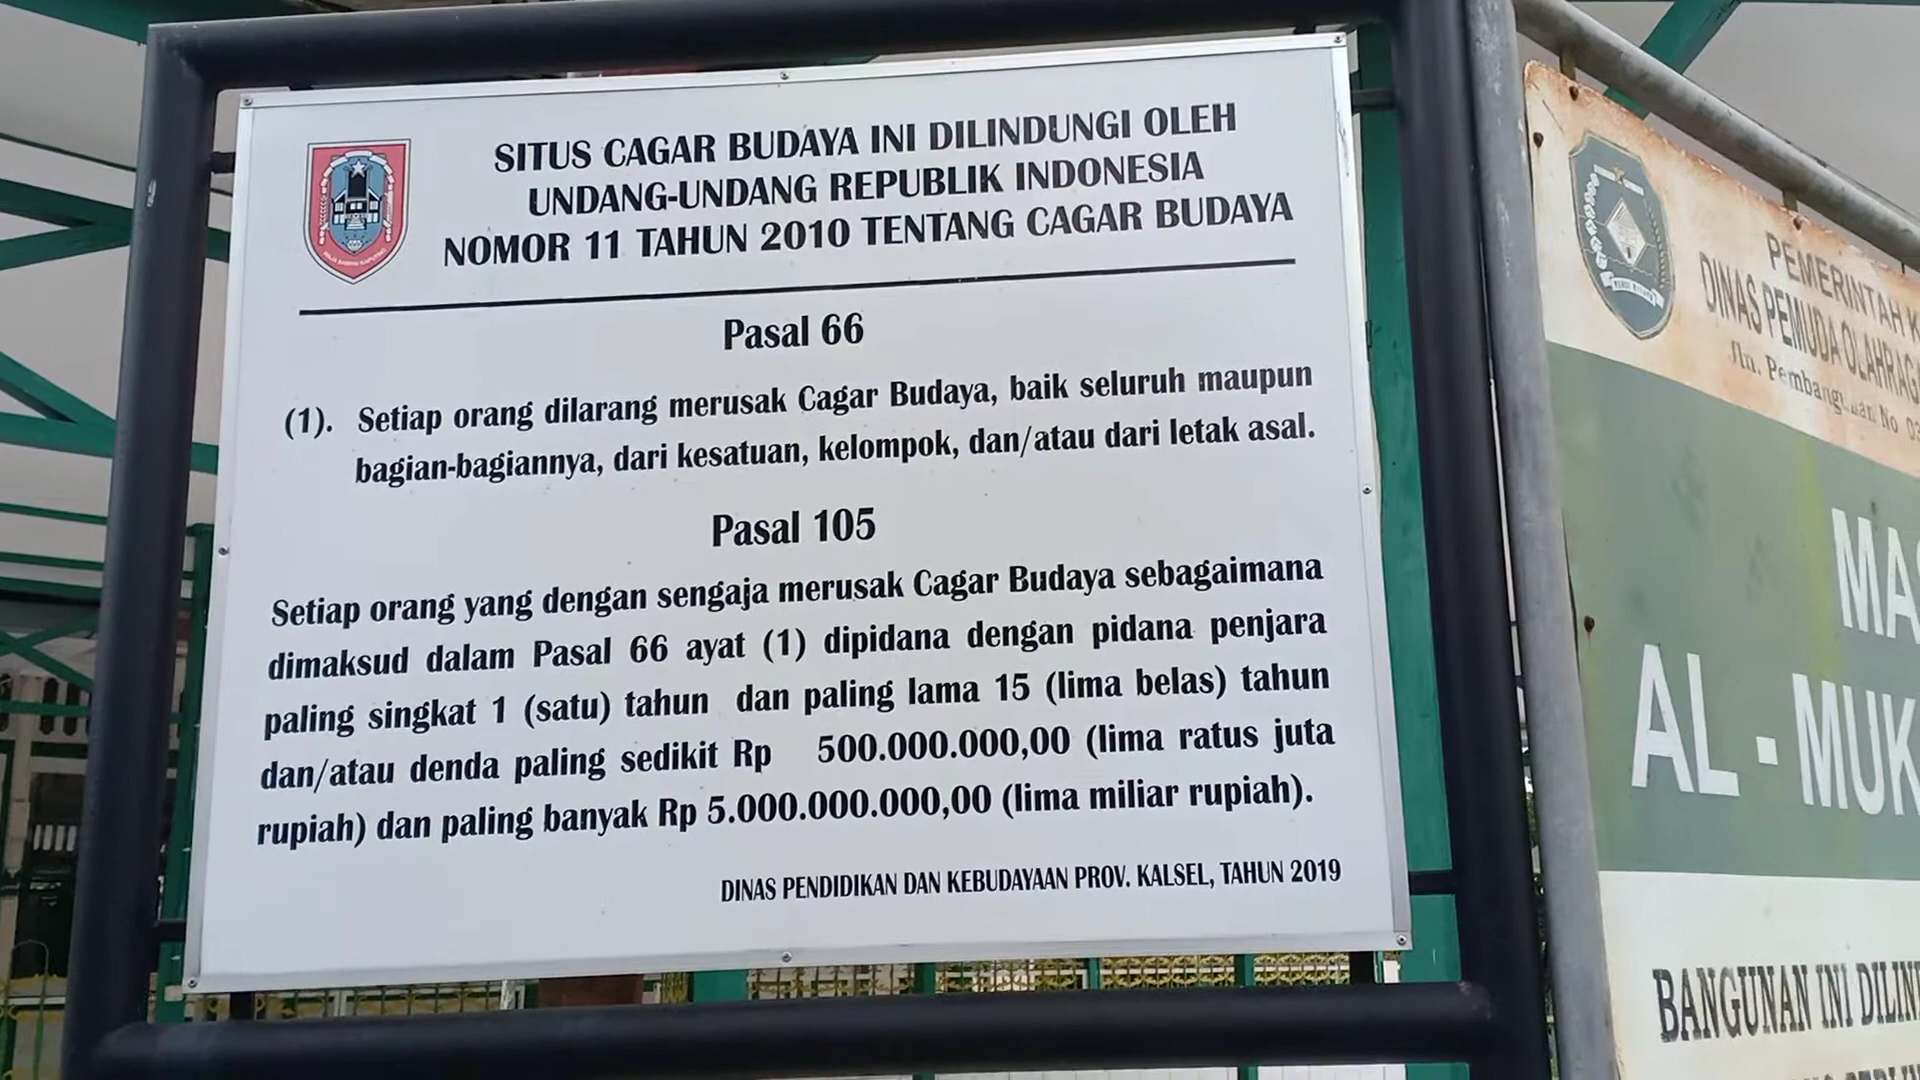 SITUS CAGAR BUDAYA INI DILINDUNGI OLEH
UNDANG-UNDANG REPUBLIK INDONESIA
NOMOR 11 TAHUN 2010 TENTANG CAGAR BUDAYA
Pasal 66
(1). Setiap orang dilarang merusak Cagar Budaya, baik seluruh maupun
bagian-bagiannya, dari kesatuan, kelompok, dan/atau dari letak asal.
Pasal 105
Setiap orang yang dengan sengaja merusak Cagar Budaya sebagaimana
dimaksud dalam Pasal 66 ayat (1) dipidana dengan pidana penjara
paling singkat 1 (satu) tahun dan paling lama 15 (lima belas) tahun
dan/atau denda paling sedikit Rp 500.000.000,00 (lima ratus juta
rupiah) dan paling banyak Rp 5.000.000.000,00 (lima miliar rupiah).
DINAS PENDIDIKAN DAN KEBUDAYAAN PROV. KALSEL, TAHUN 2019
PEMERINTAH K
DINAS PEMUDA OLAHRAGA
Jln. No
MAS
AL - MUK
BANGUNAN INI DILIN